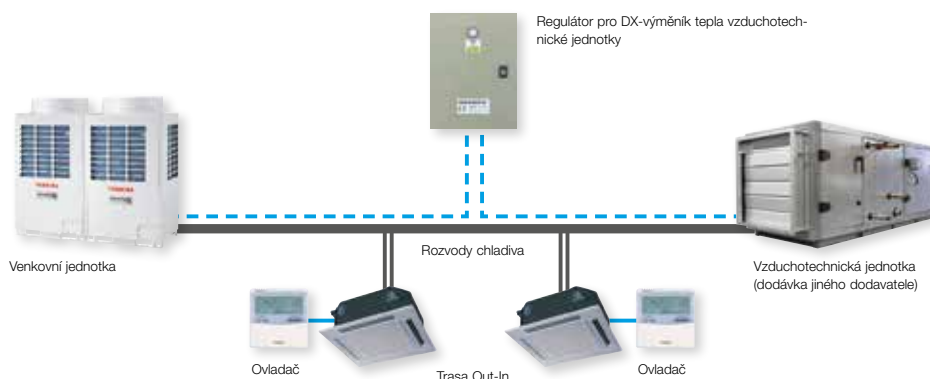 Regulátor pro DX-výměník tepla vzduchotech-
nické jednotky
Venkovní jednotka
Rozvody chladiva
Vzduchotechnická jednotka
(dodávka jiného dodavatele)
Ovladač
Trasa Out-In
Ovladač